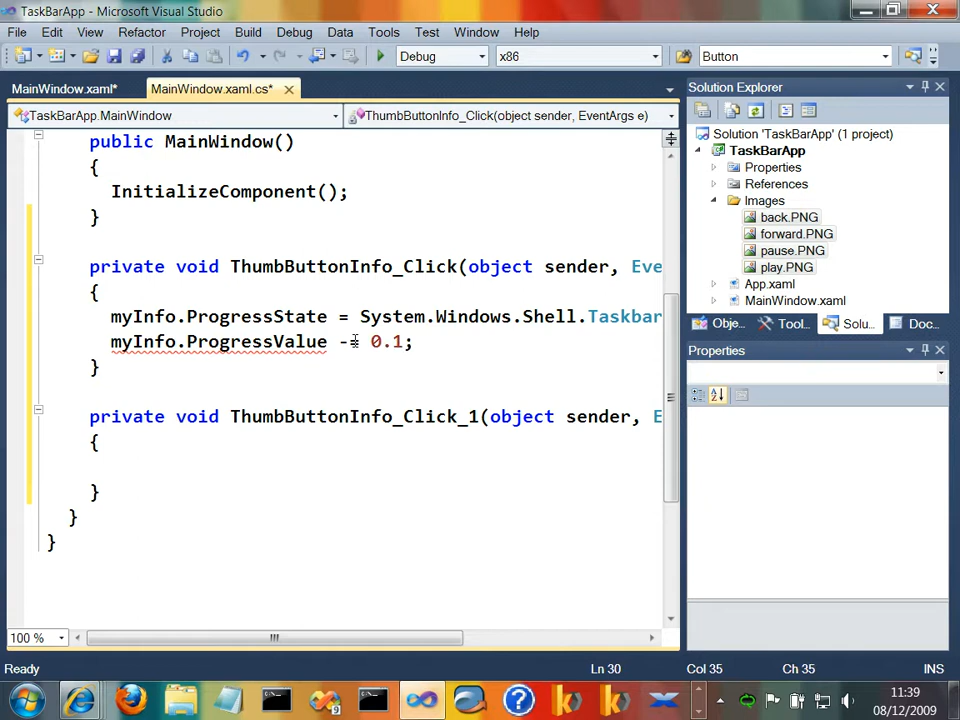 TaskBarApp - Microsoft Visual Studio
File Edit View Refactor Project Build Debug Data Tools Test Window Help
Debug x86 Button
MainWindow.xaml* MainWindow.xaml.cs*
TaskBarApp.MainWindow ThumbButtonInfo_Click(object sender, EventArgs e)
public MainWindow()
{
InitializeComponent();
}
private void ThumbButtonInfo_Click(object sender, Eve
{
myInfo.ProgressState = System.Windows.Shell.Taskbar
myInfo.ProgressValue -= 0.1;
}
private void ThumbButtonInfo_Click_1(object sender, E
{
}
}
}
100 %
Solution Explorer
Solution 'TaskBarApp' (1 project)
TaskBarApp
Properties
References
Images
back.PNG
forward.PNG
pause.PNG
play.PNG
App.xaml
MainWindow.xaml
Obje... Tool... Solu... Doc...
Properties
Ready Ln 30 Col 35 Ch 35 INS
11:39
08/12/2009